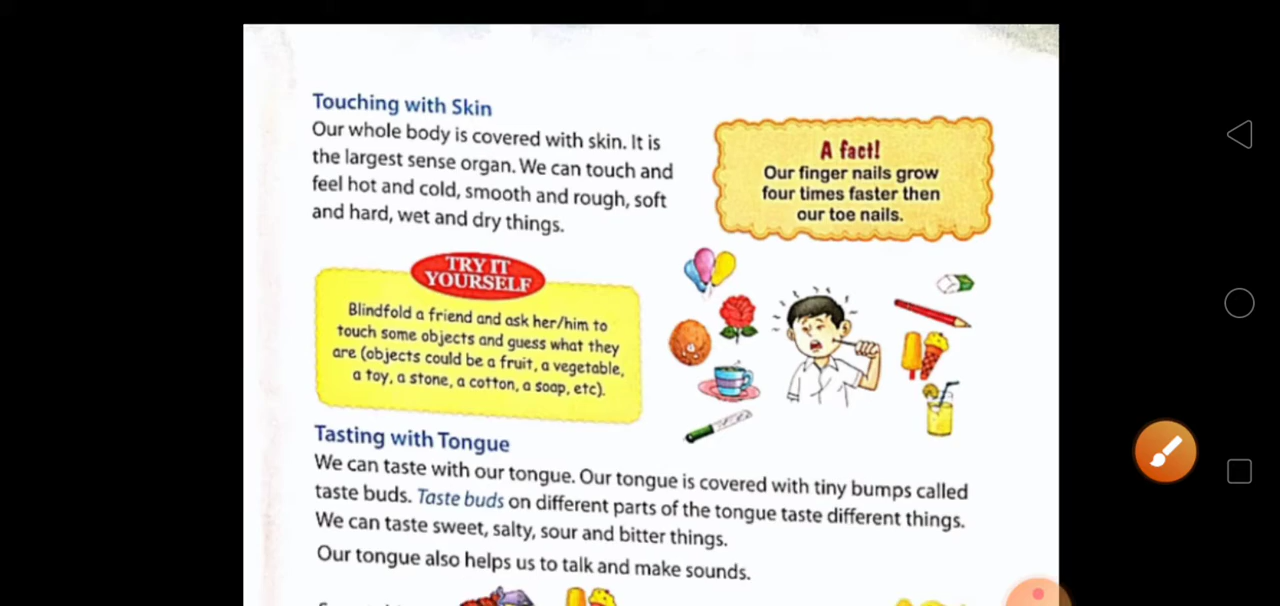 Touching with Skin
Our whole body is covered with skin. It is
the largest sense organ. We can touch and
feel hot and cold, smooth and rough, soft
and hard, wet and dry things.
A fact!
Our finger nails grow
four times faster then
our toe nails.
TRY IT
YOURSELF
Blindfold a friend and ask her/him to
touch some objects and guess what they
are (objects could be a fruit, a vegetable,
a toy, a stone, a cotton, a soap, etc).
Tasting with Tongue
We can taste with our tongue. Our tongue is covered with tiny bumps called
taste buds. Taste buds on different parts of the tongue taste different things.
We can taste sweet, salty, sour and bitter things.
Our tongue also helps us to talk and make sounds.